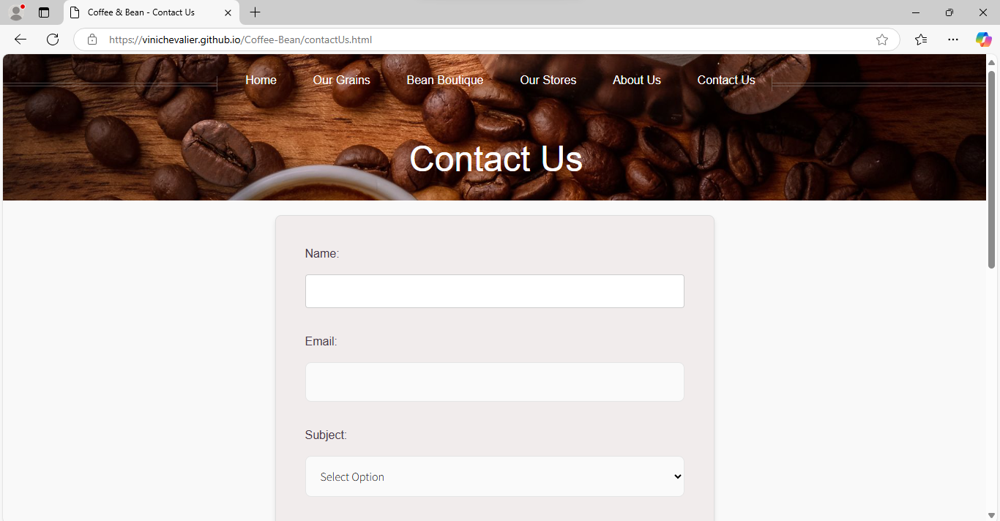 Coffee & Bean - Contact Us
https://vinichevalier.github.io/Coffee-Bean/contactUs.html
Home Our Grains Bean Boutique Our Stores About Us Contact Us
Contact Us
Name:
Email:
Subject:
Select Option